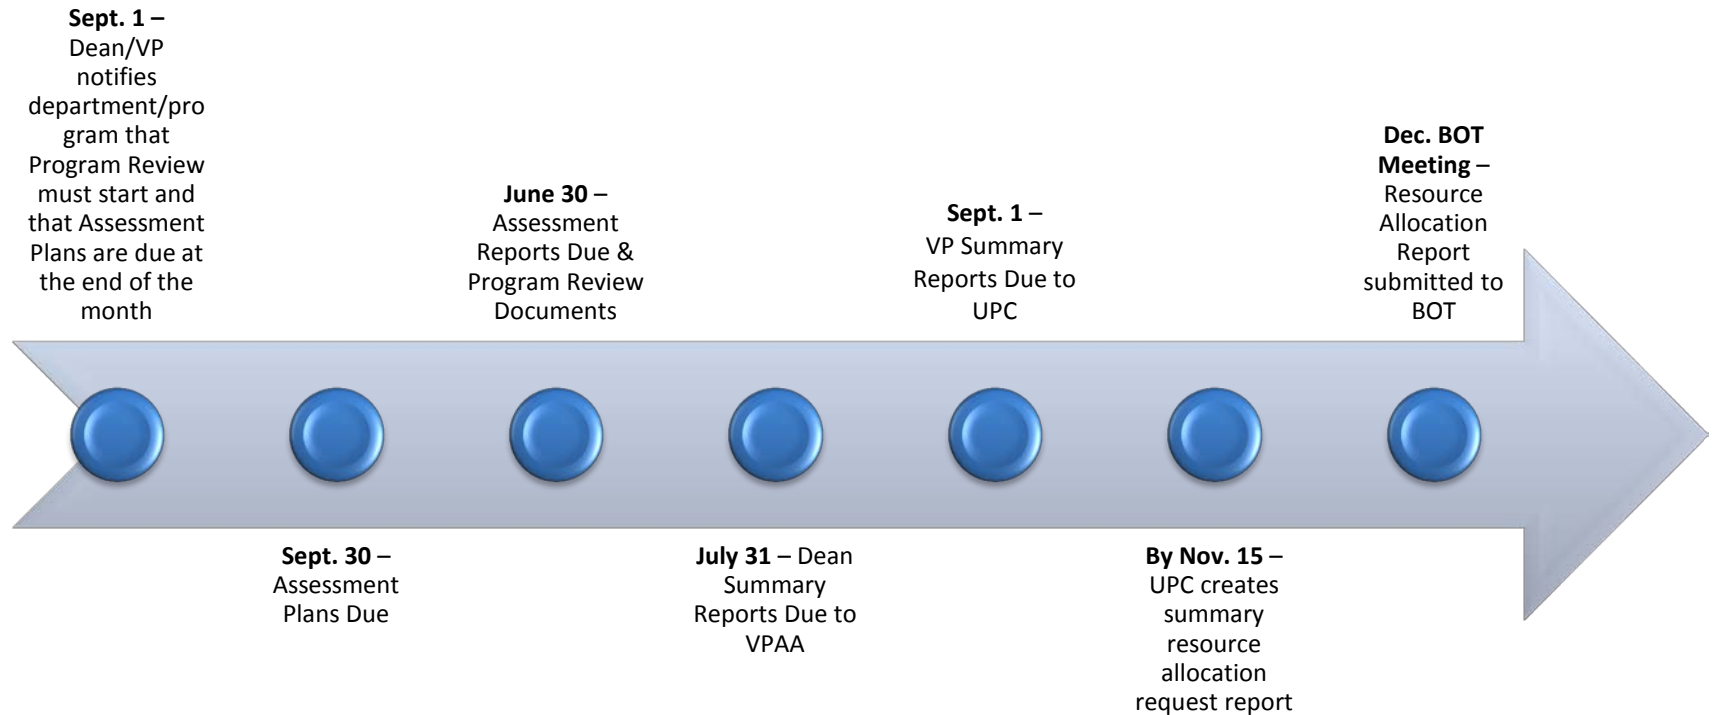 Sept. 1 –
Dean/VP
notifies
department/pro
gram that
Program Review
must start and
that Assessment
Plans are due at
the end of the
month
Sept. 30 –
Assessment
Plans Due
June 30 –
Assessment
Reports Due &
Program Review
Documents
July 31 – Dean
Summary
Reports Due to
VPAA
Sept. 1 –
VP Summary
Reports Due to
UPC
By Nov. 15 –
UPC creates
summary
resource
allocation
request report
Dec. BOT
Meeting –
Resource
Allocation
Report
submitted to
BOT